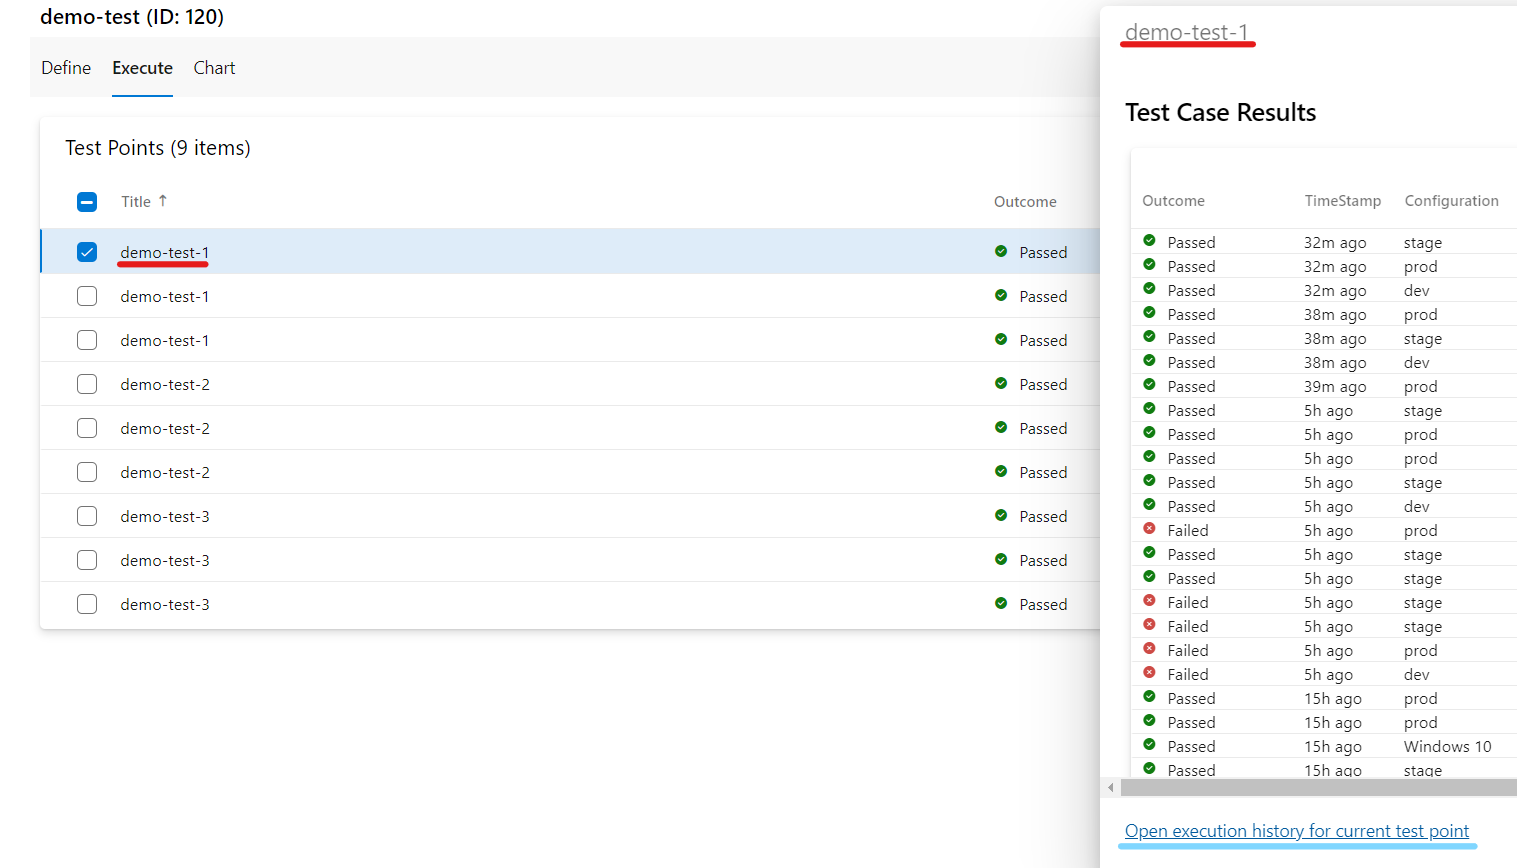 demo-test (ID: 120)
Define Execute Chart
Test Points (9 items)
Title ↑ Outcome
demo-test-1 Passed
demo-test-1 Passed
demo-test-1 Passed
demo-test-2 Passed
demo-test-2 Passed
demo-test-2 Passed
demo-test-3 Passed
demo-test-3 Passed
demo-test-3 Passed
demo-test-1
Test Case Results
Outcome TimeStamp Configuration
Passed 32m ago stage
Passed 32m ago prod
Passed 32m ago dev
Passed 38m ago prod
Passed 38m ago stage
Passed 38m ago dev
Passed 39m ago prod
Passed 5h ago stage
Passed 5h ago prod
Passed 5h ago prod
Passed 5h ago stage
Passed 5h ago dev
Failed 5h ago prod
Passed 5h ago stage
Passed 5h ago stage
Failed 5h ago stage
Failed 5h ago stage
Failed 5h ago prod
Failed 5h ago dev
Passed 15h ago prod
Passed 15h ago prod
Passed 15h ago Windows 10
Passed 15h ago stage
Open execution history for current test point